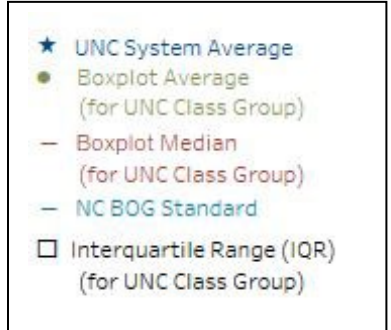 UNC System Average
Boxplot Average
(for UNC Class Group)
Boxplot Median
(for UNC Class Group)
NC BOG Standard
Interquartile Range (IQR)
(for UNC Class Group)